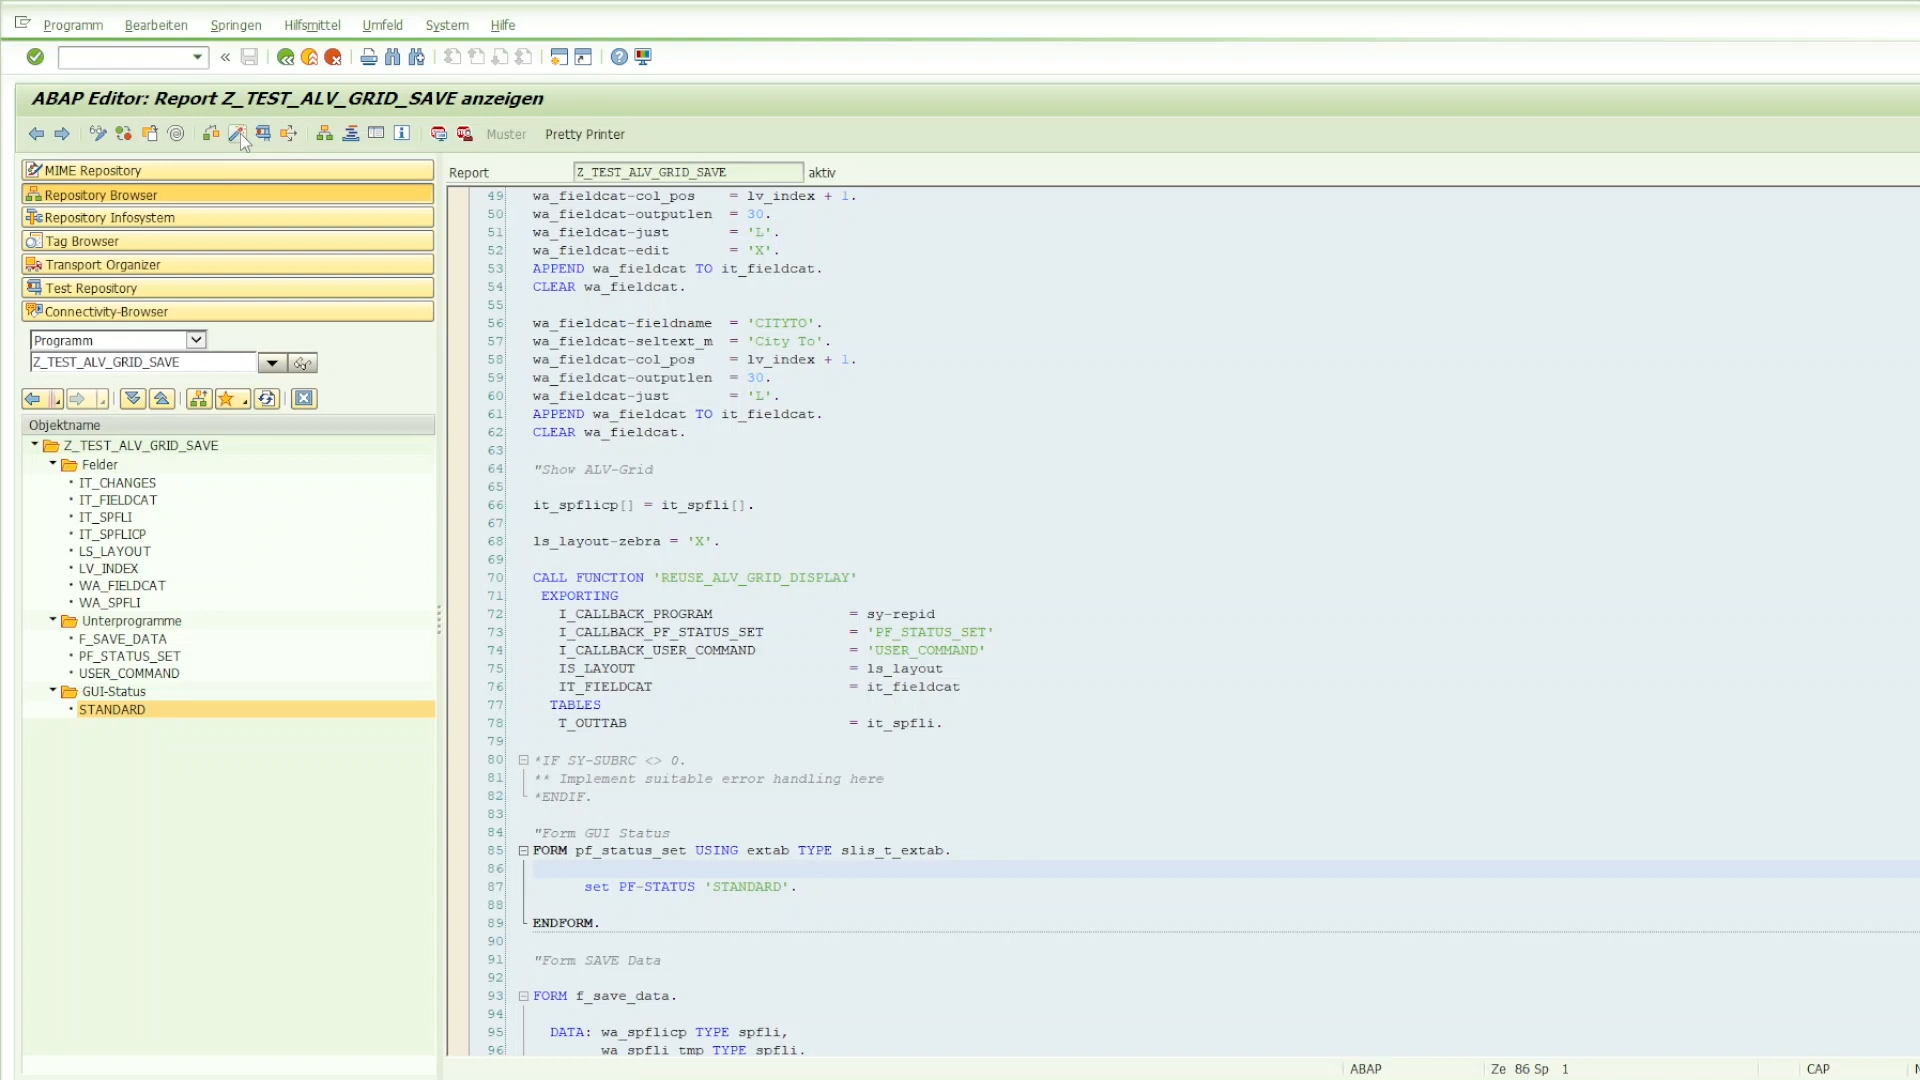 Programm Bearbeiten Springen Hilfsmittel Umfeld System Hilfe
ABAP Editor: Report Z_TEST_ALV_GRID_SAVE anzeigen
Muster Pretty Printer
MIME Repository
Repository Browser
Repository Infosystem
Tag Browser
Transport Organizer
Test Repository
Connectivity-Browser
Programm
Z_TEST_ALV_GRID_SAVE
Objektname
Z_TEST_ALV_GRID_SAVE
Felder
IT_CHANGES
IT_FIELDCAT
IT_SPFLI
IT_SPFLICP
LS_LAYOUT
LV_INDEX
WA_FIELDCAT
WA_SPFLI
Unterprogramme
F_SAVE_DATA
PF_STATUS_SET
USER_COMMAND
GUI-Status
STANDARD
Report Z_TEST_ALV_GRID_SAVE aktiv
49 wa_fieldcat-col_pos = lv_index + 1.
50 wa_fieldcat-outputlen = 30.
51 wa_fieldcat-just = 'L'.
52 wa_fieldcat-edit = 'X'.
53 APPEND wa_fieldcat TO it_fieldcat.
54 CLEAR wa_fieldcat.
55
56 wa_fieldcat-fieldname = 'CITYTO'.
57 wa_fieldcat-seltext_m = 'City To'.
58 wa_fieldcat-col_pos = lv_index + 1.
59 wa_fieldcat-outputlen = 30.
60 wa_fieldcat-just = 'L'.
61 APPEND wa_fieldcat TO it_fieldcat.
62 CLEAR wa_fieldcat.
63
64 "Show ALV-Grid
65
66 it_spflicp[] = it_spfli[].
67
68 ls_layout-zebra = 'X'.
69
70 CALL FUNCTION 'REUSE_ALV_GRID_DISPLAY'
71 EXPORTING
72 I_CALLBACK_PROGRAM = sy-repid
73 I_CALLBACK_PF_STATUS_SET = 'PF_STATUS_SET'
74 I_CALLBACK_USER_COMMAND = 'USER_COMMAND'
75 IS_LAYOUT = ls_layout
76 IT_FIELDCAT = it_fieldcat
77 TABLES
78 T_OUTTAB = it_spfli.
79
80 *IF SY-SUBRC <> 0.
81 ** Implement suitable error handling here
82 *ENDIF.
83
84 "Form GUI Status
85 FORM pf_status_set USING extab TYPE slis_t_extab.
86
87 set PF-STATUS 'STANDARD'.
88
89 ENDFORM.
90
91 "Form SAVE Data
92
93 FORM f_save_data.
94
95 DATA: wa_spflicp TYPE spfli,
96 wa_spfli_tmp TYPE spfli.
ABAP Ze 86 Sp 1 CAP